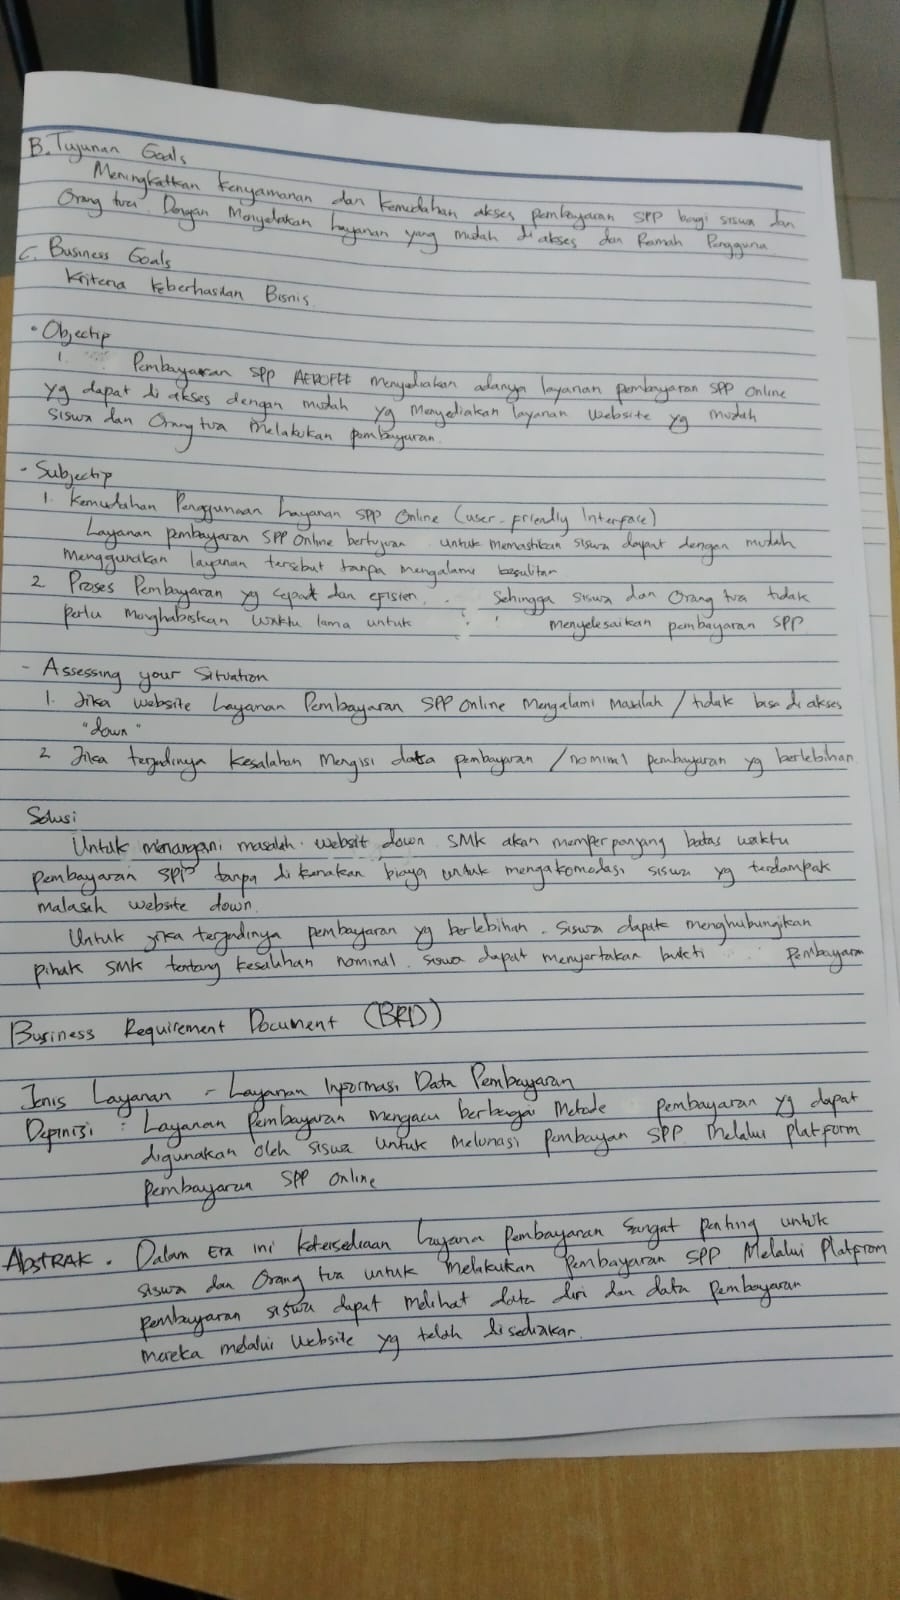 B. Tujunan Goals
Meningkatkan kenyamanan dan kemudahan akses pembayaran SPP bagi siswa dan
Orang tua. Dengan Menyediakan layanan yang mudah di akses dan Ramah Pengguna
C. Business Goals
Kriteria keberhasilan Bisnis.
• Objectip
1. Pembayaran SPP menyediakan adanya layanan pembayaran SPP Online
yg dapat di akses dengan mudah yg Menyediakan layanan website yg mudah
siswa dan Orang tua Melakukan pembayaran.
- Subjectip
1. Kemudahan Penggunaan Layanan SPP Online (user-friendly Interface)
Layanan pembayaran SPP Online bertujuan untuk memastikan siswa dapat dengan mudah
menggunakan layanan tersebut tanpa mengalami
2. Proses Pembayaran yg cepat dan efisien. Sehingga siswa dan Orang tua tidak
perlu menghabiskan waktu lama untuk menyelesaikan pembayaran SPP
- Assessing your Situation
1. Jika website Layanan Pembayaran SPP Online Mengalami Masalah / tidak bisa di akses
"down"
2 Jika terjadinya kesalahan Mengisi data pembayaran / nominal pembayaran yg berlebihan
Solusi
Untuk menangani masalah website down SMK akan memperpanjang batas waktu
pembayaran SPP tanpa di kenakan biaya untuk mengakomodasi siswa yg terdampak
malasah website down.
Untuk jika terjadinya pembayaran yg berlebihan. Siswa dapat menghubungikan
pihak SMK tentang kesalahan nominal. siswa dapat menyertakan bukti Pembayaran
Business Requirement Document (BRD)
Jenis Layanan - Layanan Informasi Data Pembayaran
Depinisi : Layanan Pembayaran mengacu berbagai Metode pembayaran yg dapat
digunakan oleh siswa untuk melunasi pembayan SPP Melalui platform
Pembayaran SPP Online
ABSTRAK. Dalam Era ini ketersediaan Layana pembayaran Sangat penting untuk
siswa dan Orang tua untuk Melakukan Pembayaran SPP Melalui Platprom
pembayaran siswa dapat Melihat data diri dan data pembayaran
mereka melalui website yg telah disediakan.